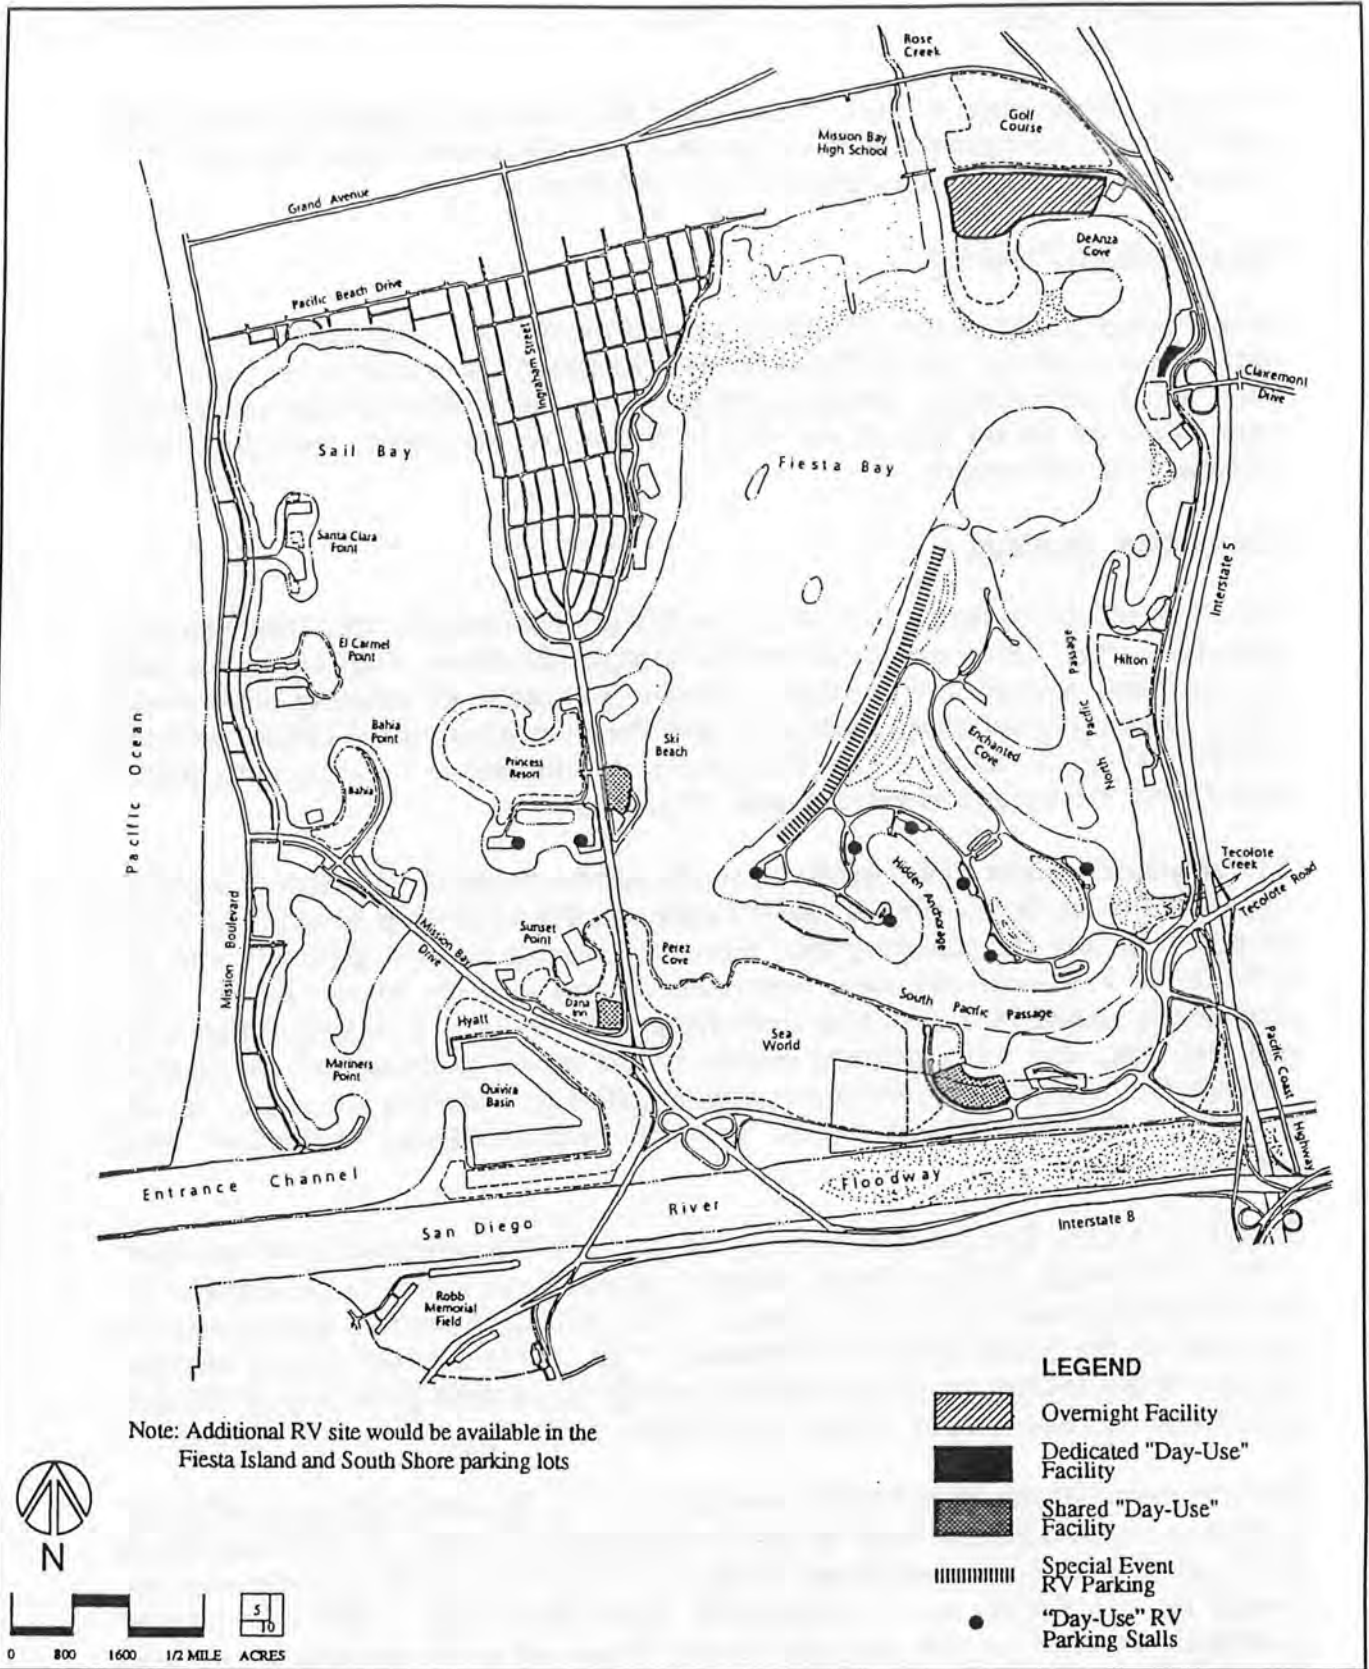 Rose
Creek
Golf
Course
Mission Bay
High School
Grand Avenue
DeAnza
Cove
Pacific Beach Drive
Ingraham Street
Clairemont
Drive
Sail Bay
Fiesta Bay
Santa Clara
Point
Interstate 5
El Carmel
Point
Hilton
North Pacific Passage
Pacific Ocean
Bahia
Point
Ski
Beach
Enchanted
Cove
Princess
Resort
Bahia
Tecolote
Creek
Tecolote Road
Hidden Anchorage
Mission Boulevard
Mission Bay
Drive
Sunset
Point
Perez
Cove
Dana
Inn
South Pacific Passage
Hyatt
Sea
World
Pacific Coast Highway
Mariners
Point
Quivira
Basin
Entrance Channel
Floodway
San Diego River
Interstate 8
Robb
Memorial
Field
LEGEND
Overnight Facility
Dedicated "Day-Use"
Facility
Shared "Day-Use"
Facility
Special Event
RV Parking
"Day-Use" RV
Parking Stalls
Note: Additional RV site would be available in the
Fiesta Island and South Shore parking lots
N
5
10
0 800 1600 1/2 MILE ACRES